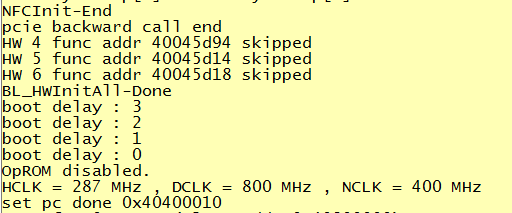 NFCInit-End
pcie backward call end
HW 4 func addr 40045d94 skipped
HW 5 func addr 40045d14 skipped
HW 6 func addr 40045d18 skipped
BL_HWInitAll-Done
boot delay : 3
boot delay : 2
boot delay : 1
boot delay : 0
OpROM disabled.
HCLK = 287 MHz , DCLK = 800 MHz , NCLK = 400 MHz
set pc done 0x40400010